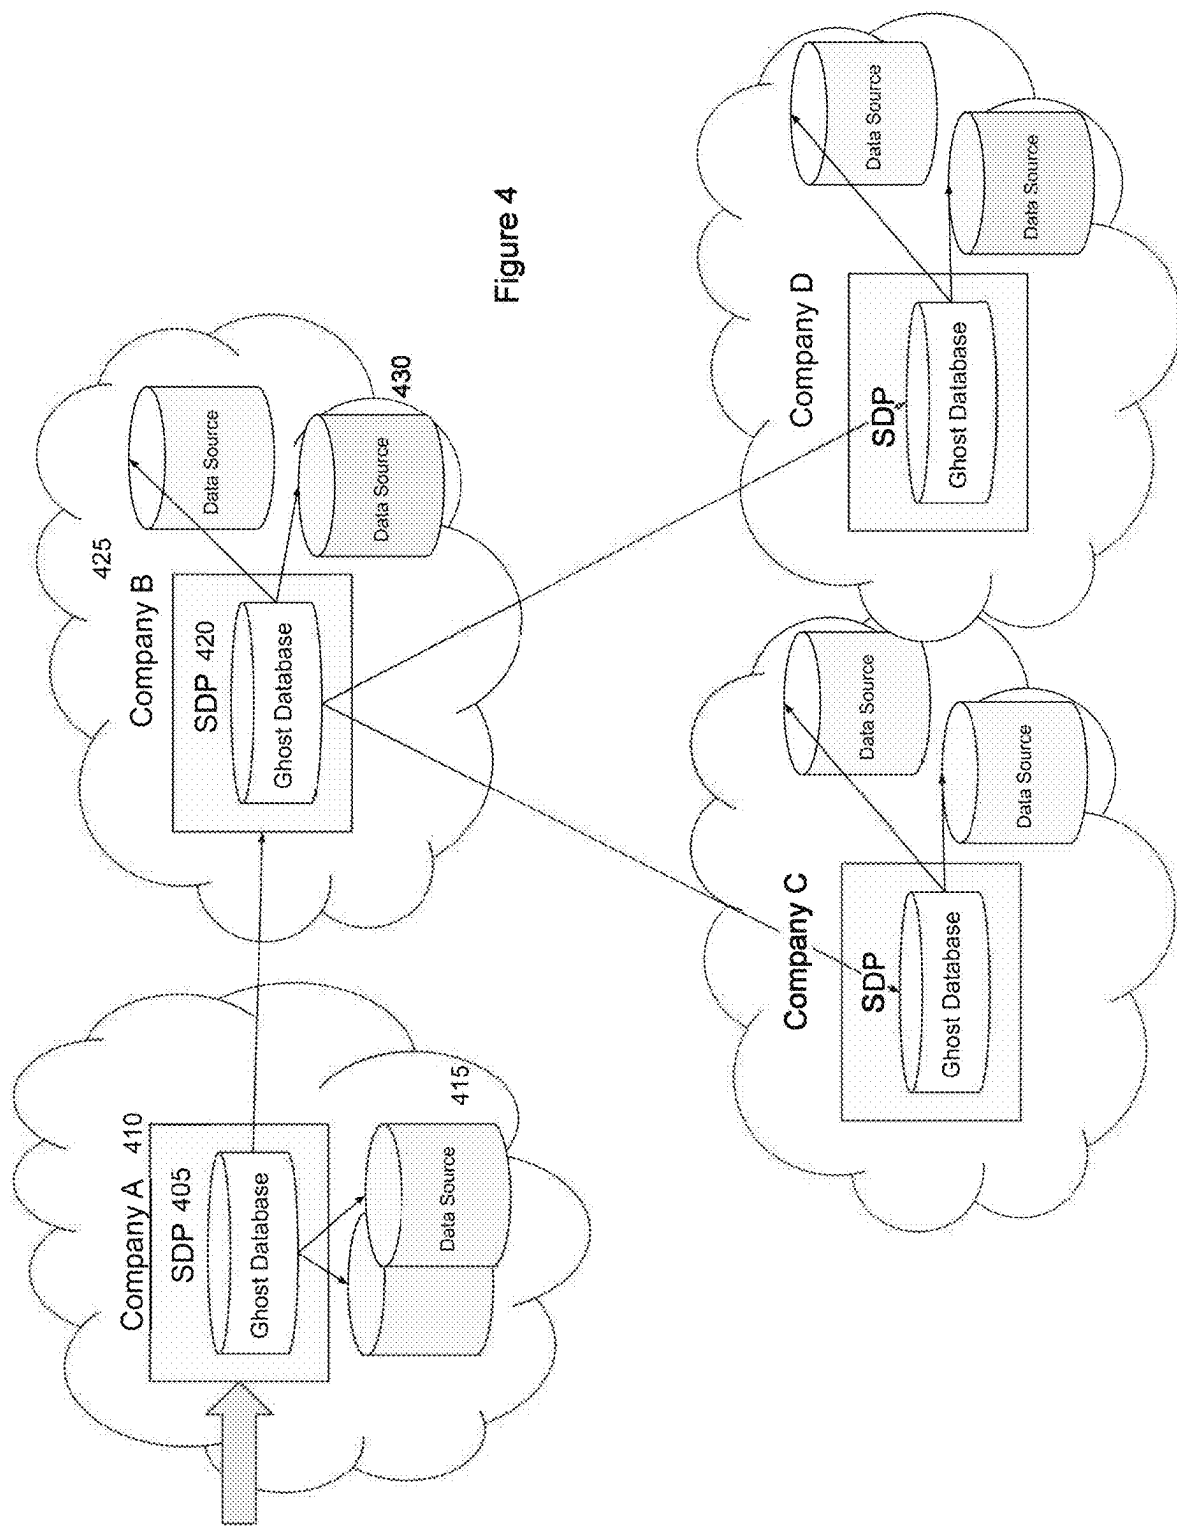 Company A 410
SDP 405
Ghost Database
Data Source
415
425
Company B
SDP 420
Ghost Database
Data Source
Data Source
430
Figure 4
Company C
SDP
Ghost Database
Data Source
Data Source
Company D
SDP
Ghost Database
Data Source
Data Source